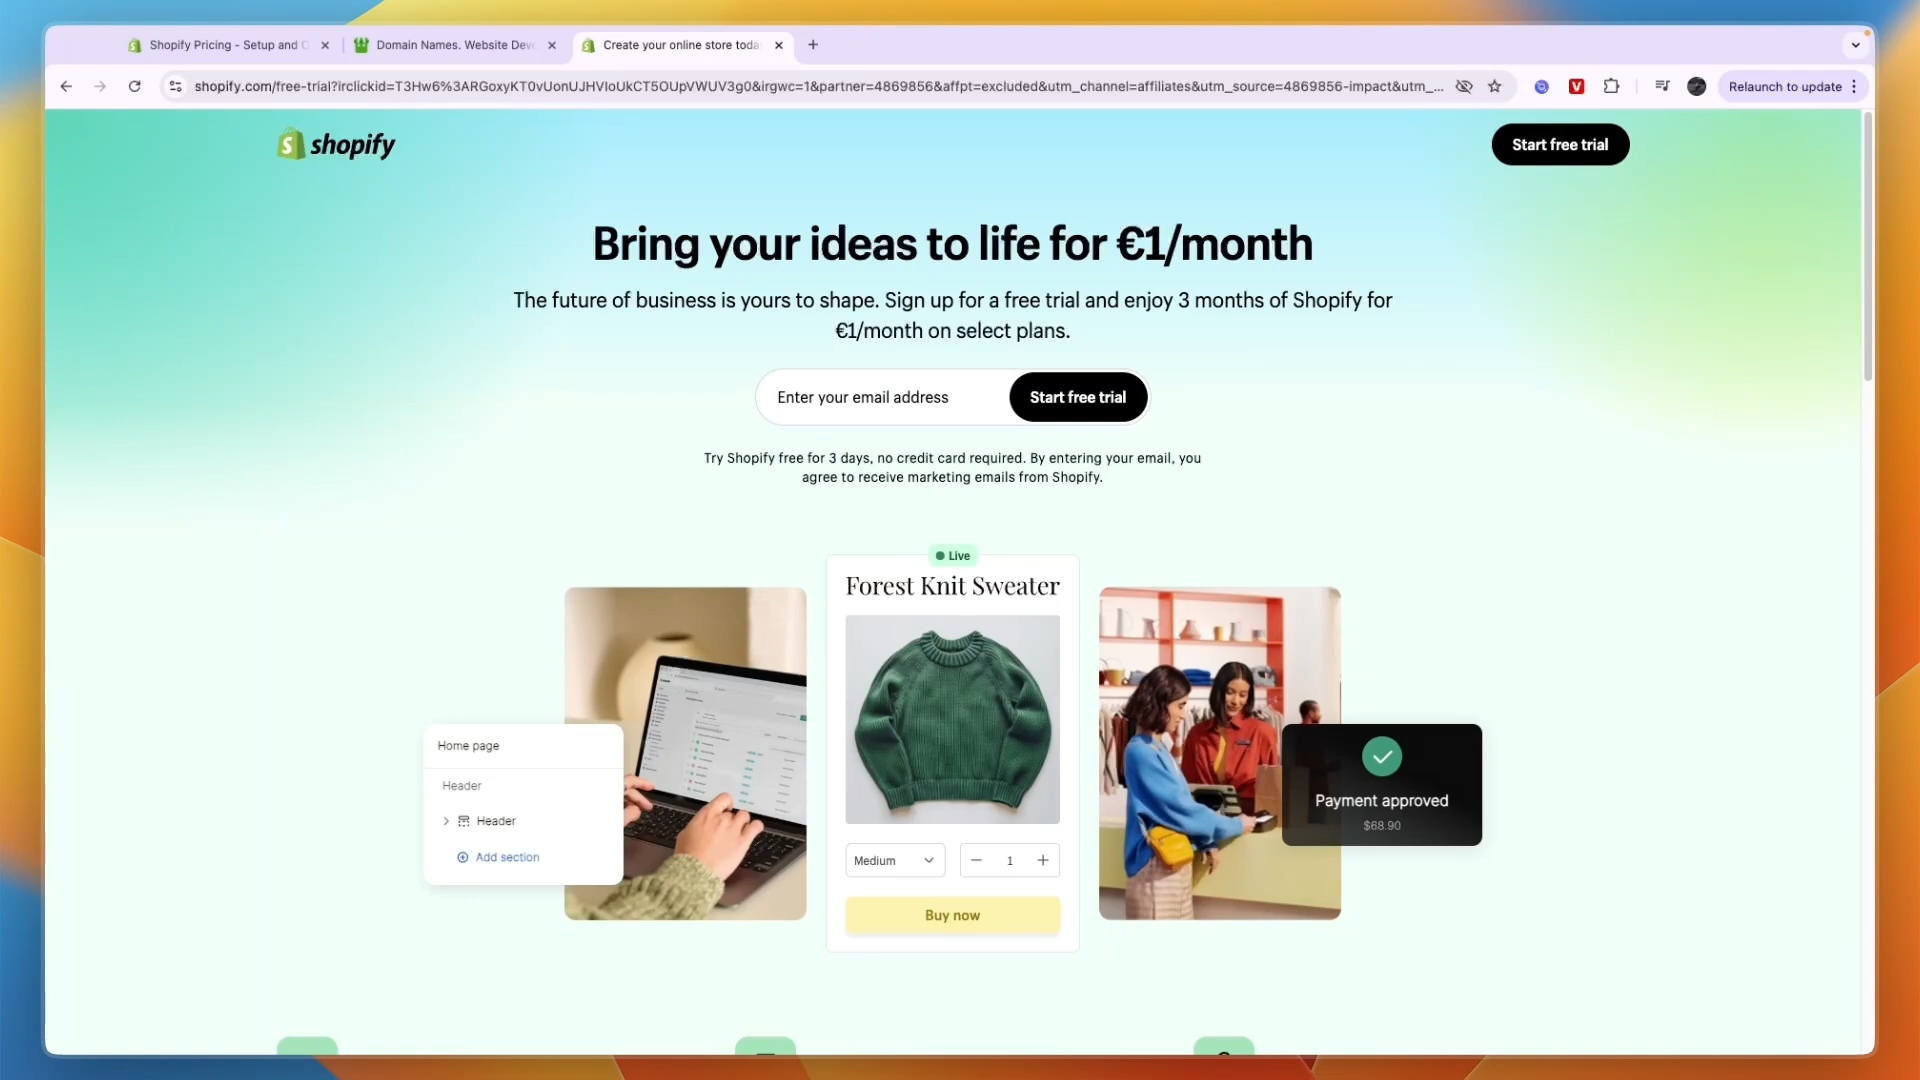 Shopify Pricing - Setup and
Domain Names. Website Dev
Create your online store toda
shopify.com/free-trial?irclickid=T3Hw6%3ARGoxyKT0vUonUJHVIoUkCT5OUpVWUV3g0&irgwc=1&partner=4869856&affpt=excluded&utm_channel=affiliates&utm_source=4869856-impact&utm_...
Relaunch to update
shopify
Start free trial
Bring your ideas to life for €1/month
The future of business is yours to shape. Sign up for a free trial and enjoy 3 months of Shopify for
€1/month on select plans.
Enter your email address
Start free trial
Try Shopify free for 3 days, no credit card required. By entering your email, you
agree to receive marketing emails from Shopify.
Live
Forest Knit Sweater
Home page
Header
Header
Add section
Medium
1
Buy now
Payment approved
$68.90